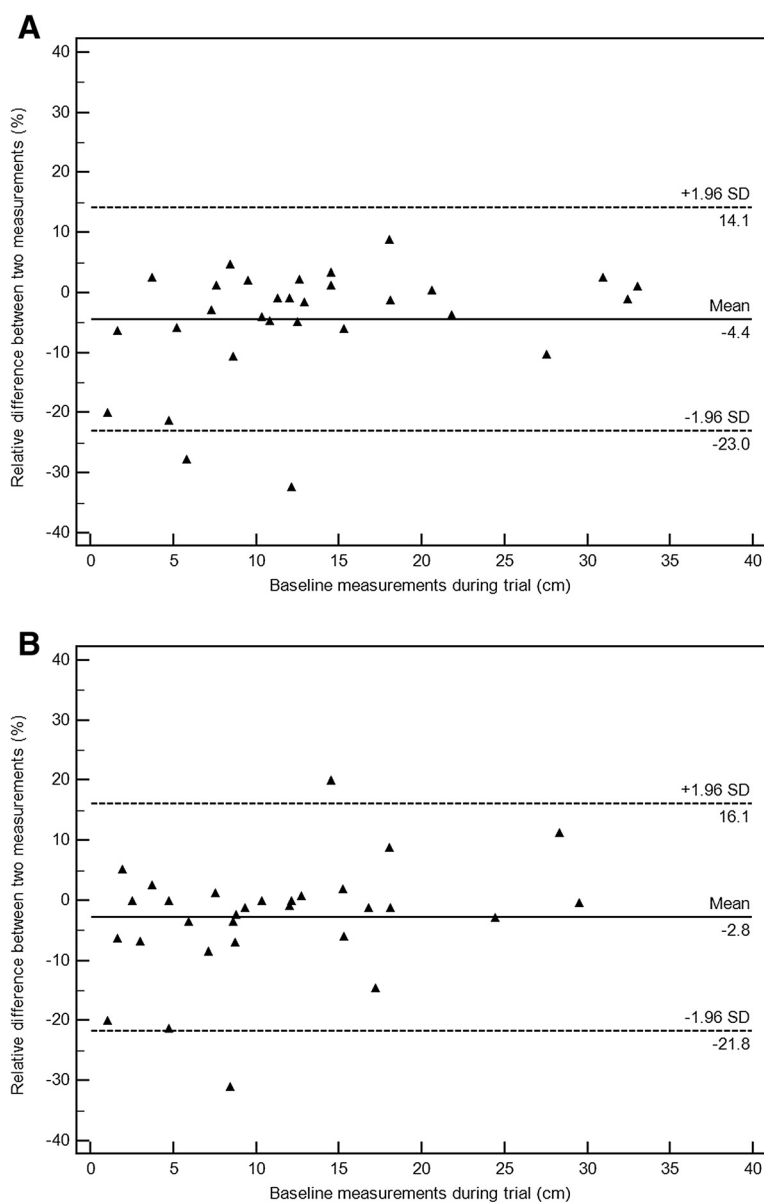 A
Relative difference between two measurements (%)
40
30
20
10
0
-10
-20
-30
-40
+1.96 SD
14.1
Mean
-4.4
-1.96 SD
-23.0
0 5 10 15 20 25 30 35 40
Baseline measurements during trial (cm)
B
Relative difference between two measurements (%)
40
30
20
10
0
-10
-20
-30
-40
+1.96 SD
16.1
Mean
-2.8
-1.96 SD
-21.8
0 5 10 15 20 25 30 35 40
Baseline measurements during trial (cm)